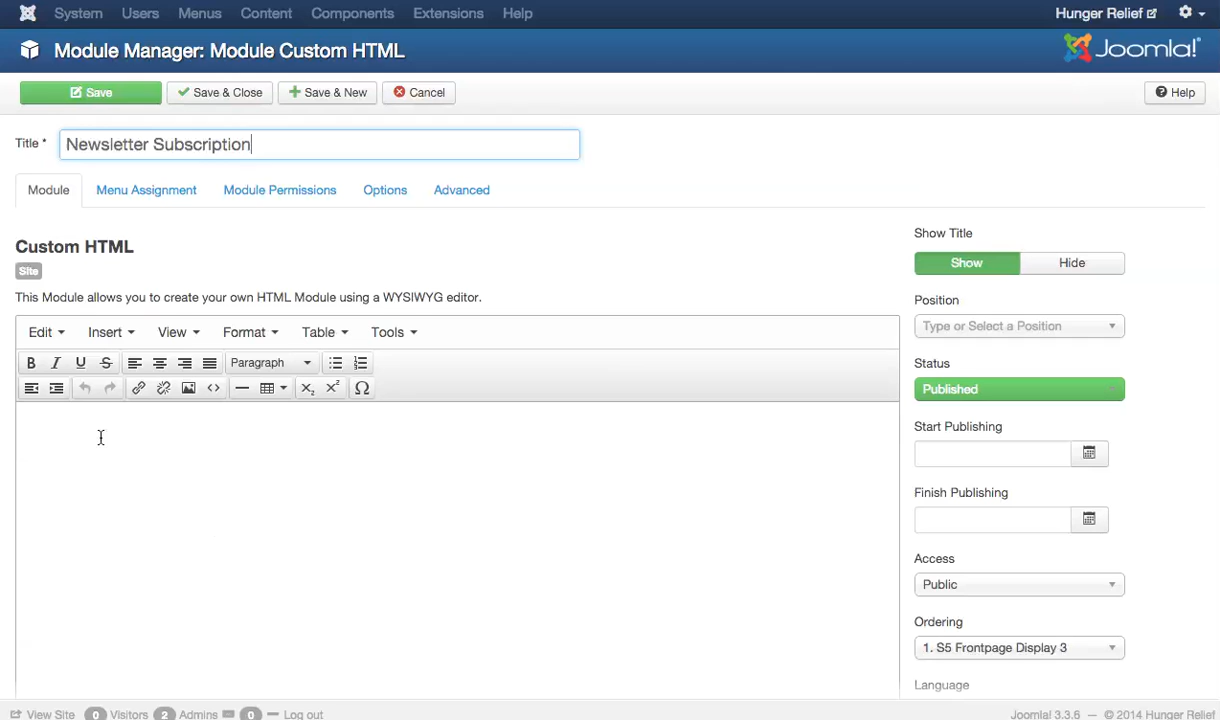 System Users Menus Content Components Extensions Help Hunger Relief
Module Manager: Module Custom HTML Joomla!®
Save Save & Close Save & New Cancel Help
Title * Newsletter Subscription
Module Menu Assignment Module Permissions Options Advanced
Custom HTML
Site
This Module allows you to create your own HTML Module using a WYSIWYG editor.
Edit Insert View Format Table Tools
B I U S Paragraph
X₂ X² Ω
Show Title
Show Hide
Position
Type or Select a Position
Status
Published
Start Publishing
Finish Publishing
Access
Public
Ordering
1. S5 Frontpage Display 3
Language
View Site 0 Visitors 2 Admins 0 Log out Joomla! 3.3.6 — © 2014 Hunger Relief